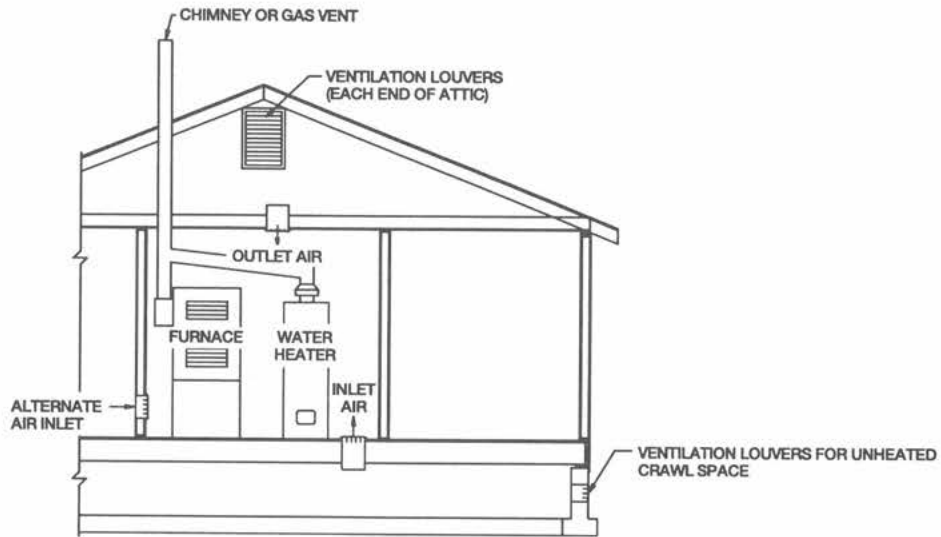 CHIMNEY OR GAS VENT
VENTILATION LOUVERS
(EACH END OF ATTIC)
OUTLET AIR
FURNACE
WATER
HEATER
INLET
AIR
ALTERNATE
AIR INLET
VENTILATION LOUVERS FOR UNHEATED
CRAWL SPACE